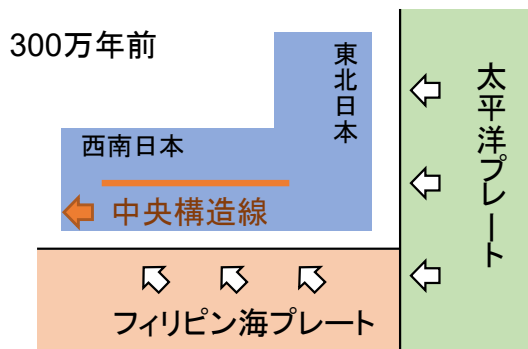 300万年前
東北日本
西南日本
中央構造線
太平洋プレート
フィリピン海プレート